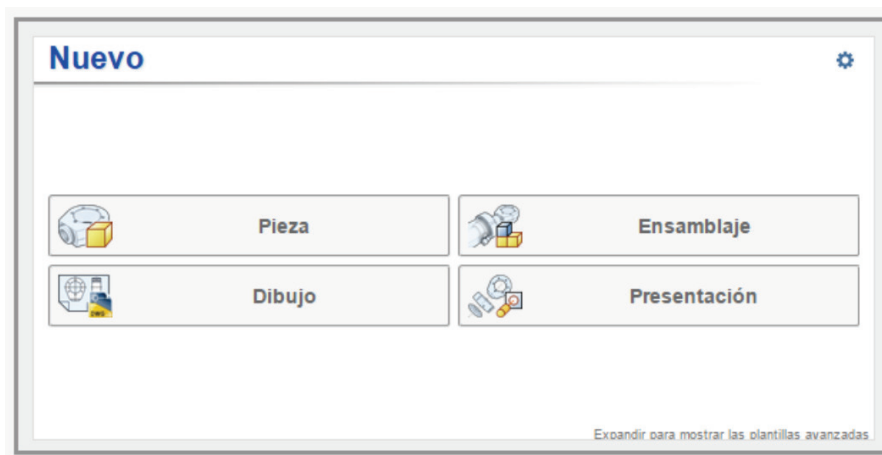 Nuevo
Pieza
Ensamblaje
Dibujo
Presentación
Expandir para mostrar las plantillas avanzadas